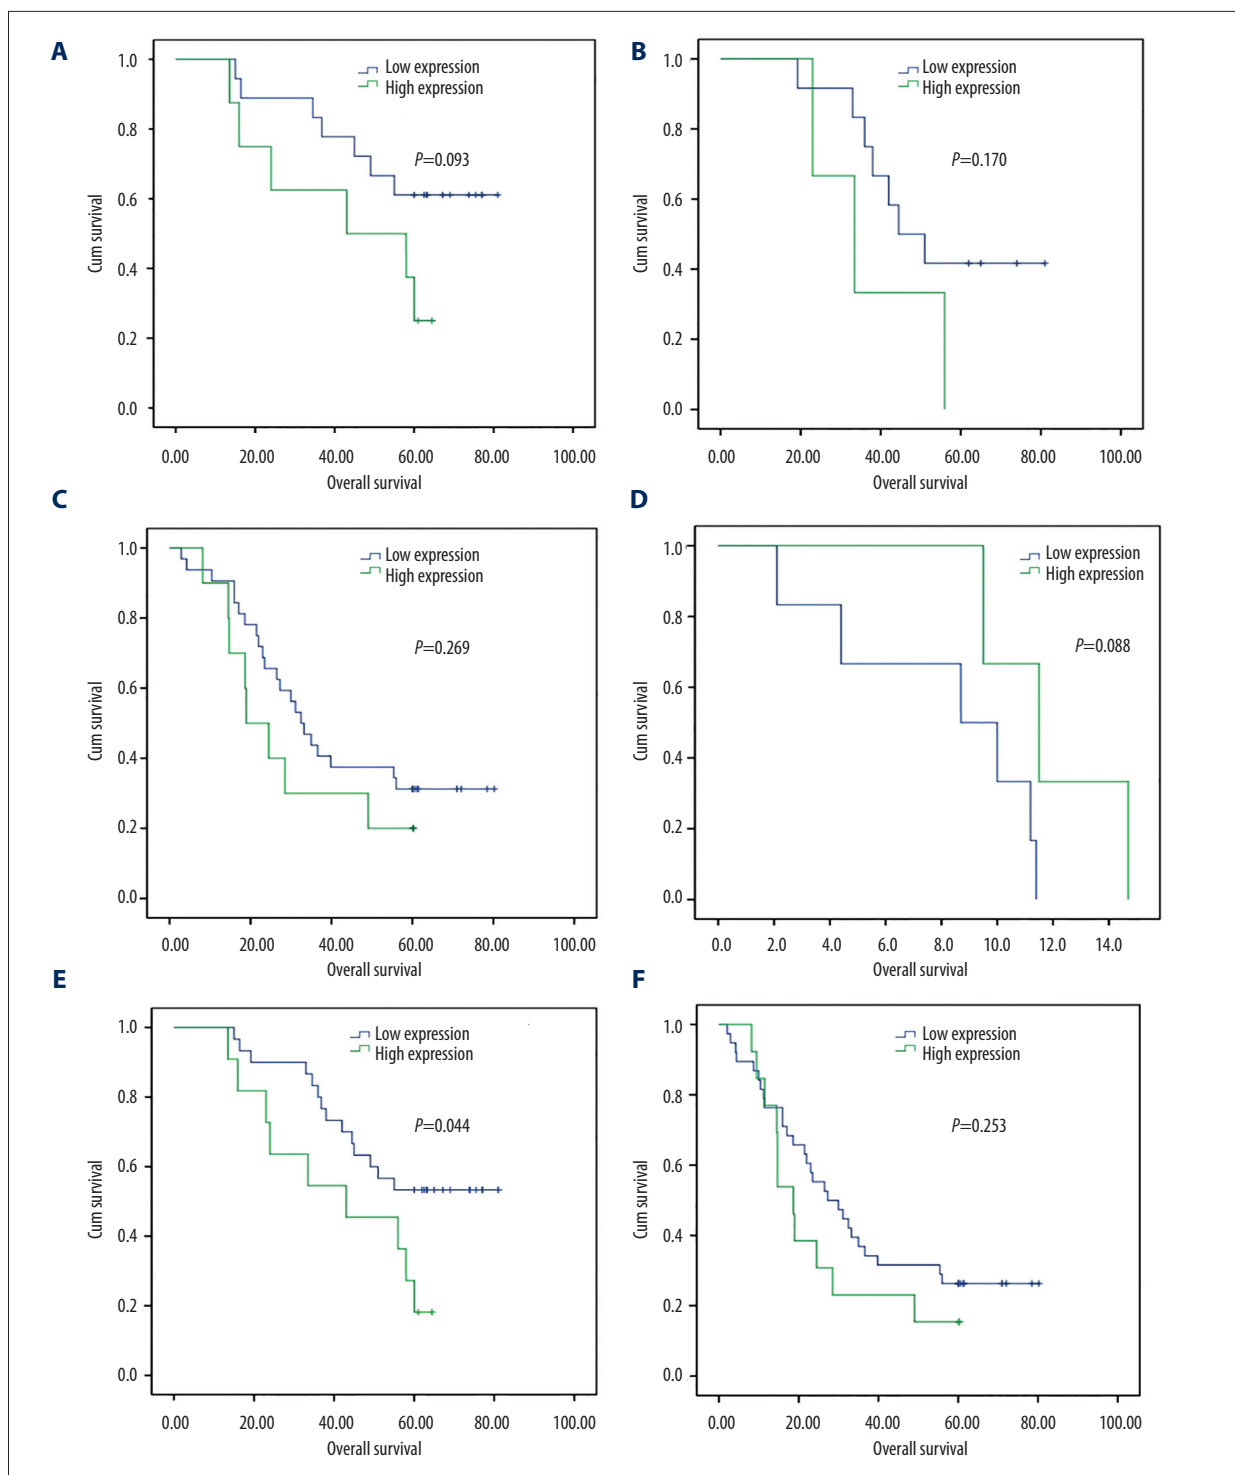 A
1.0
0.8
0.6
0.4
0.2
0.0
Cum survival
Low expression
High expression
P=0.093
0.00 20.00 40.00 60.00 80.00 100.00
Overall survival
B
1.0
0.8
0.6
0.4
0.2
0.0
Cum survival
Low expression
High expression
P=0.170
0.00 20.00 40.00 60.00 80.00 100.00
Overall survival
C
1.0
0.8
0.6
0.4
0.2
0.0
Cum survival
Low expression
High expression
P=0.269
0.00 20.00 40.00 60.00 80.00 100.00
Overall survival
D
1.0
0.8
0.6
0.4
0.2
0.0
Cum survival
Low expression
High expression
P=0.088
0.0 2.0 4.0 6.0 8.0 10.0 12.0 14.0
Overall survival
E
1.0
0.8
0.6
0.4
0.2
0.0
Cum survival
Low expression
High expression
P=0.044
0.00 20.00 40.00 60.00 80.00 100.00
Overall survival
F
1.0
0.8
0.6
0.4
0.2
0.0
Cum survival
Low expression
High expression
P=0.253
0.00 20.00 40.00 60.00 80.00 100.00
Overall survival